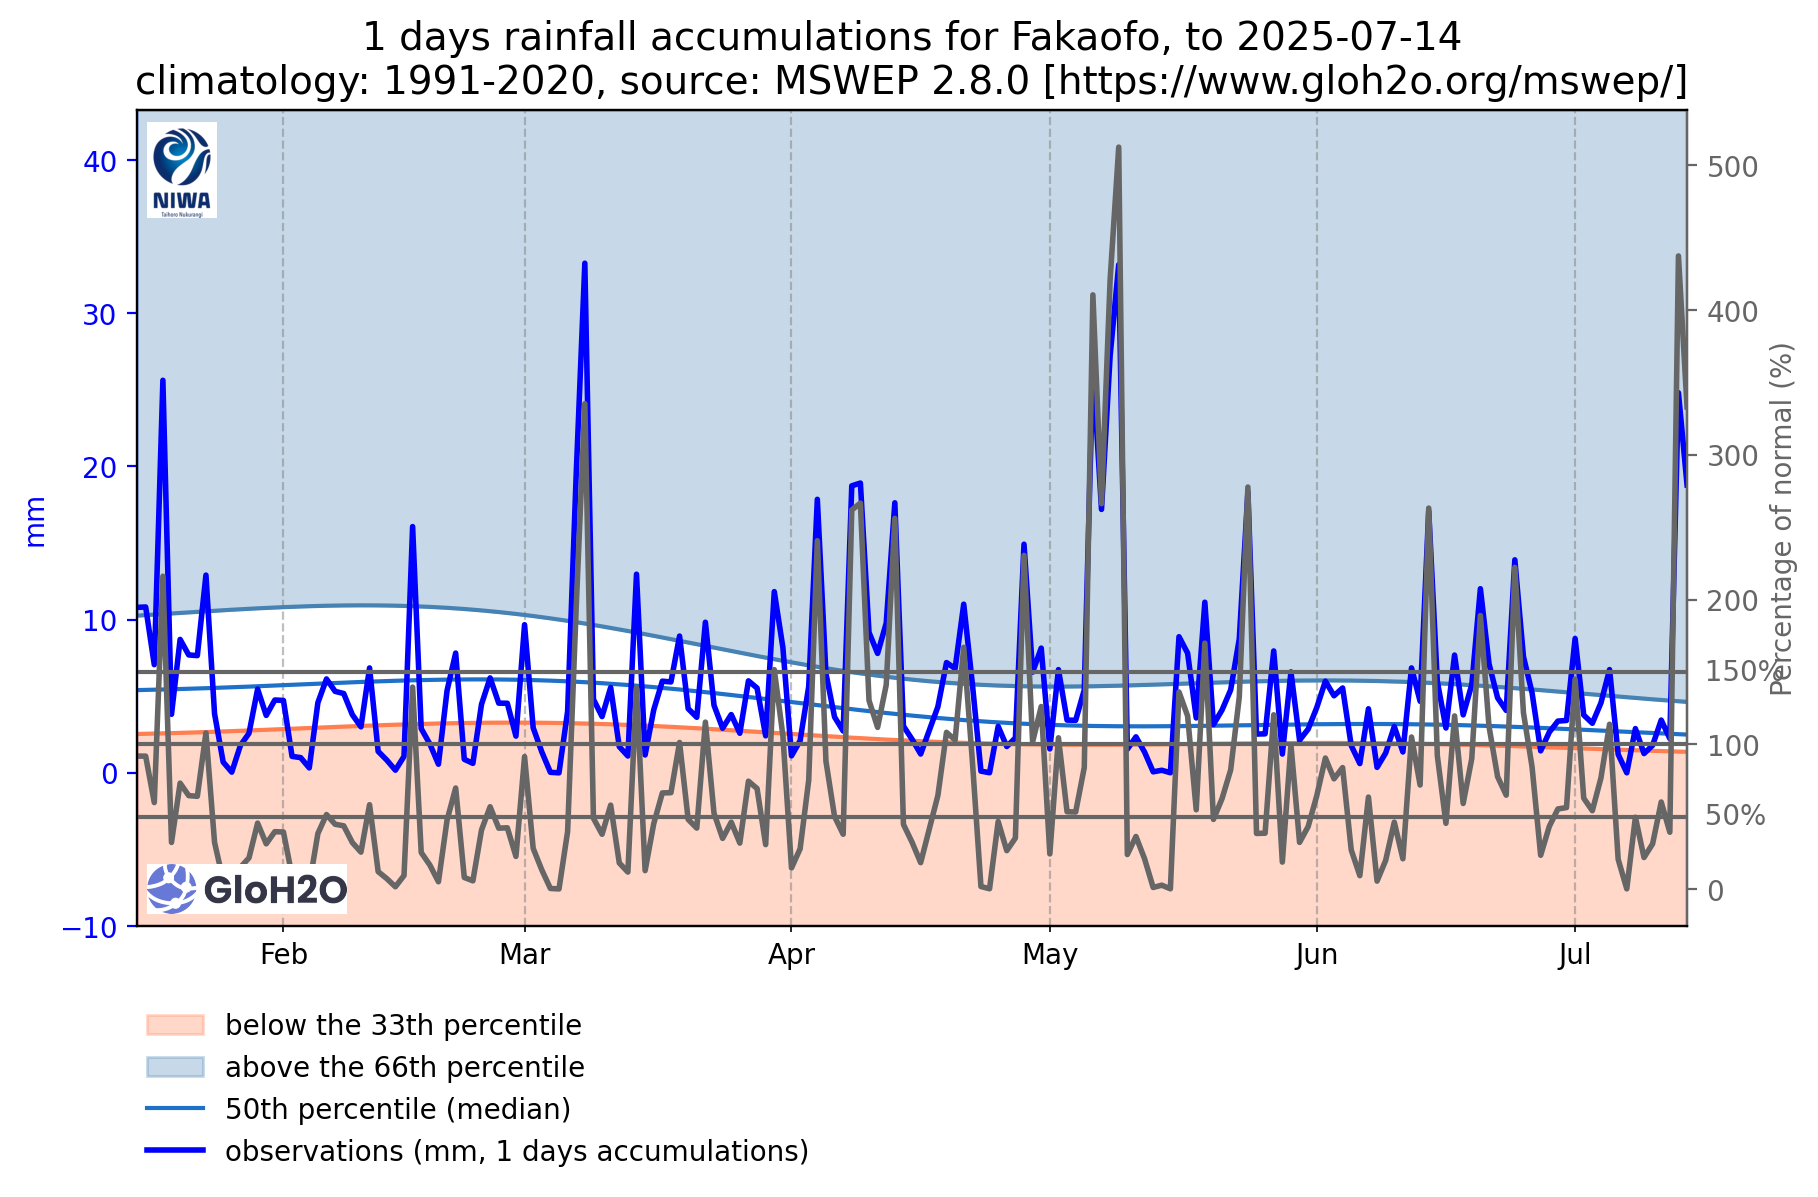 1 days rainfall accumulations for Fakaofo, to 2025-07-14
climatology: 1991-2020, source: MSWEP 2.8.0 [https://www.gloh2o.org/mswep/]
NIWA
Taihoro Nukurangi
40
30
20
10
0
−10
mm
500
400
300
200
150%
100
50%
0
Percentage of normal (%)
GloH2O
Feb
Mar
Apr
May
Jun
Jul
below the 33th percentile
above the 66th percentile
50th percentile (median)
observations (mm, 1 days accumulations)